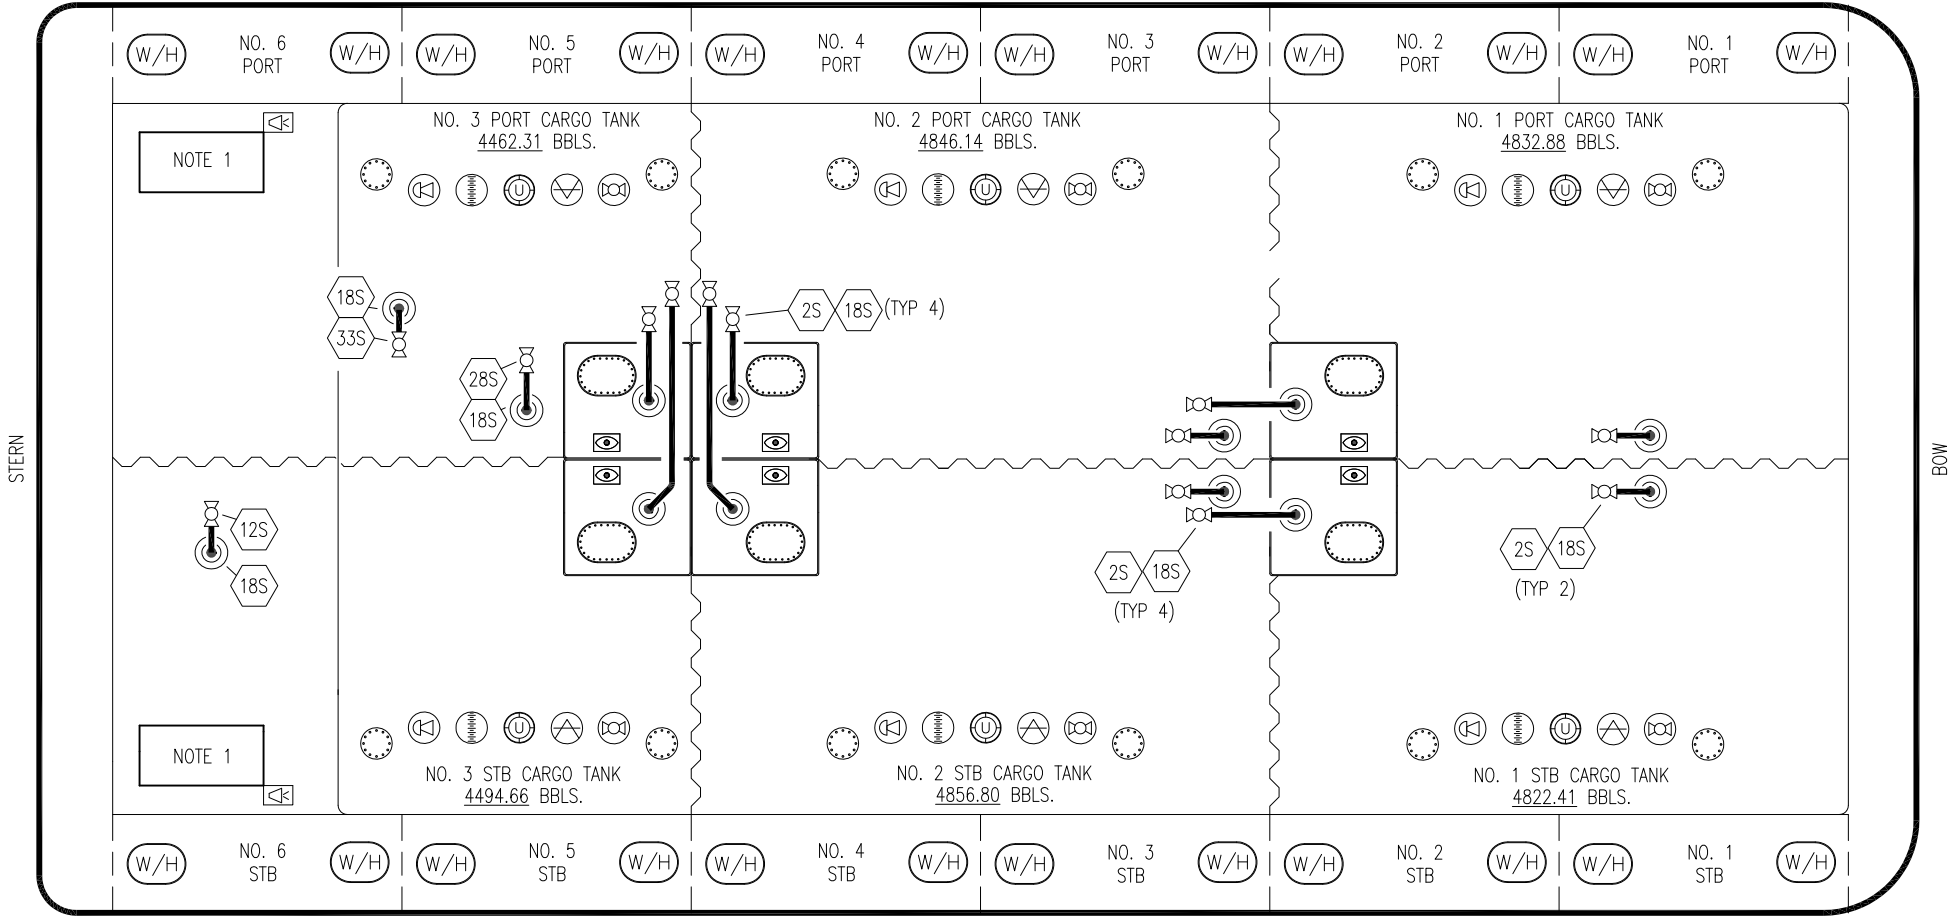 W/H
NO. 6
PORT
W/H
W/H
NO. 5
PORT
W/H
W/H
NO. 4
PORT
W/H
W/H
NO. 3
PORT
W/H
W/H
NO. 2
PORT
W/H
W/H
NO. 1
PORT
W/H
NOTE 1
NO. 3 PORT CARGO TANK
4462.31 BBLS.
U
NO. 2 PORT CARGO TANK
4846.14 BBLS.
U
NO. 1 PORT CARGO TANK
4832.88 BBLS.
U
18S
33S
28S
18S
2S 18S (TYP 4)
STERN
BOW
12S
18S
2S 18S
(TYP 4)
2S 18S
(TYP 2)
NOTE 1
U
NO. 3 STB CARGO TANK
4494.66 BBLS.
U
NO. 2 STB CARGO TANK
4856.80 BBLS.
U
NO. 1 STB CARGO TANK
4822.41 BBLS.
W/H
NO. 6
STB
W/H
W/H
NO. 5
STB
W/H
W/H
NO. 4
STB
W/H
W/H
NO. 3
STB
W/H
W/H
NO. 2
STB
W/H
W/H
NO. 1
STB
W/H